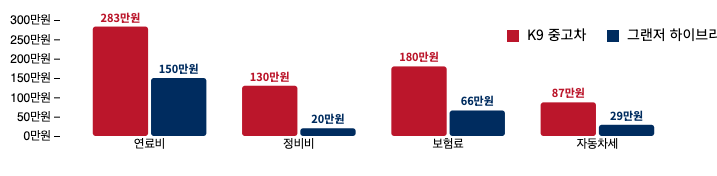 300만원
250만원
200만원
150만원
100만원
50만원
0만원
K9 중고차
그랜저 하이브리
283만원
150만원
130만원
20만원
180만원
66만원
87만원
29만원
연료비
정비비
보험료
자동차세